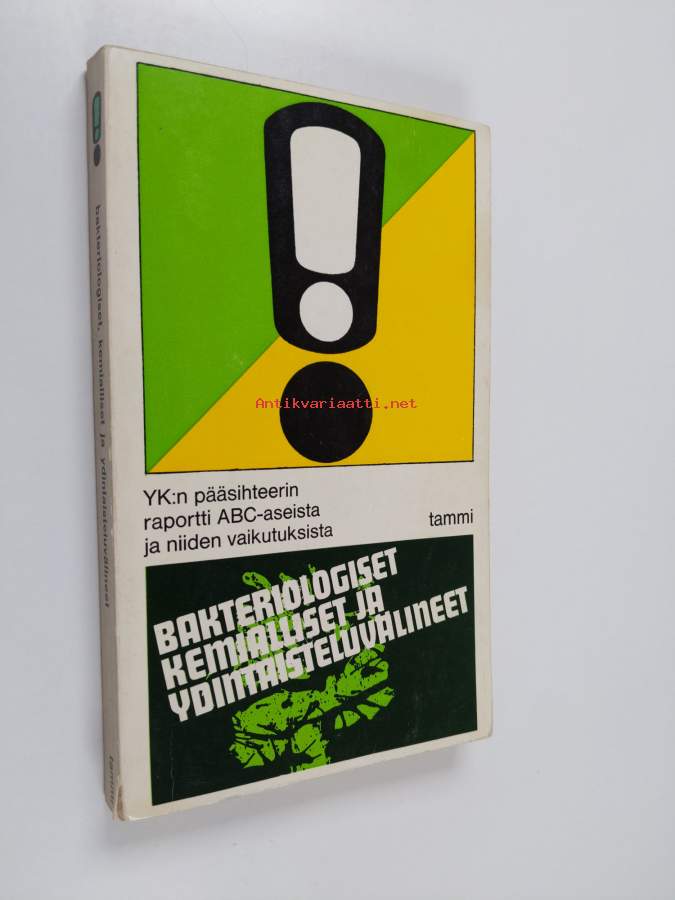 Antikvariaatti.net
YK:n pääsihteerin
raportti ABC-aseista
ja niiden vaikutuksista
tammi
BAKTERIOLOGISET
KEMIALLISET JA
YDINTAISTELUVÄLINEET
bakteriologiset, kemialliset ja ydintaisteluvälineet
tammi